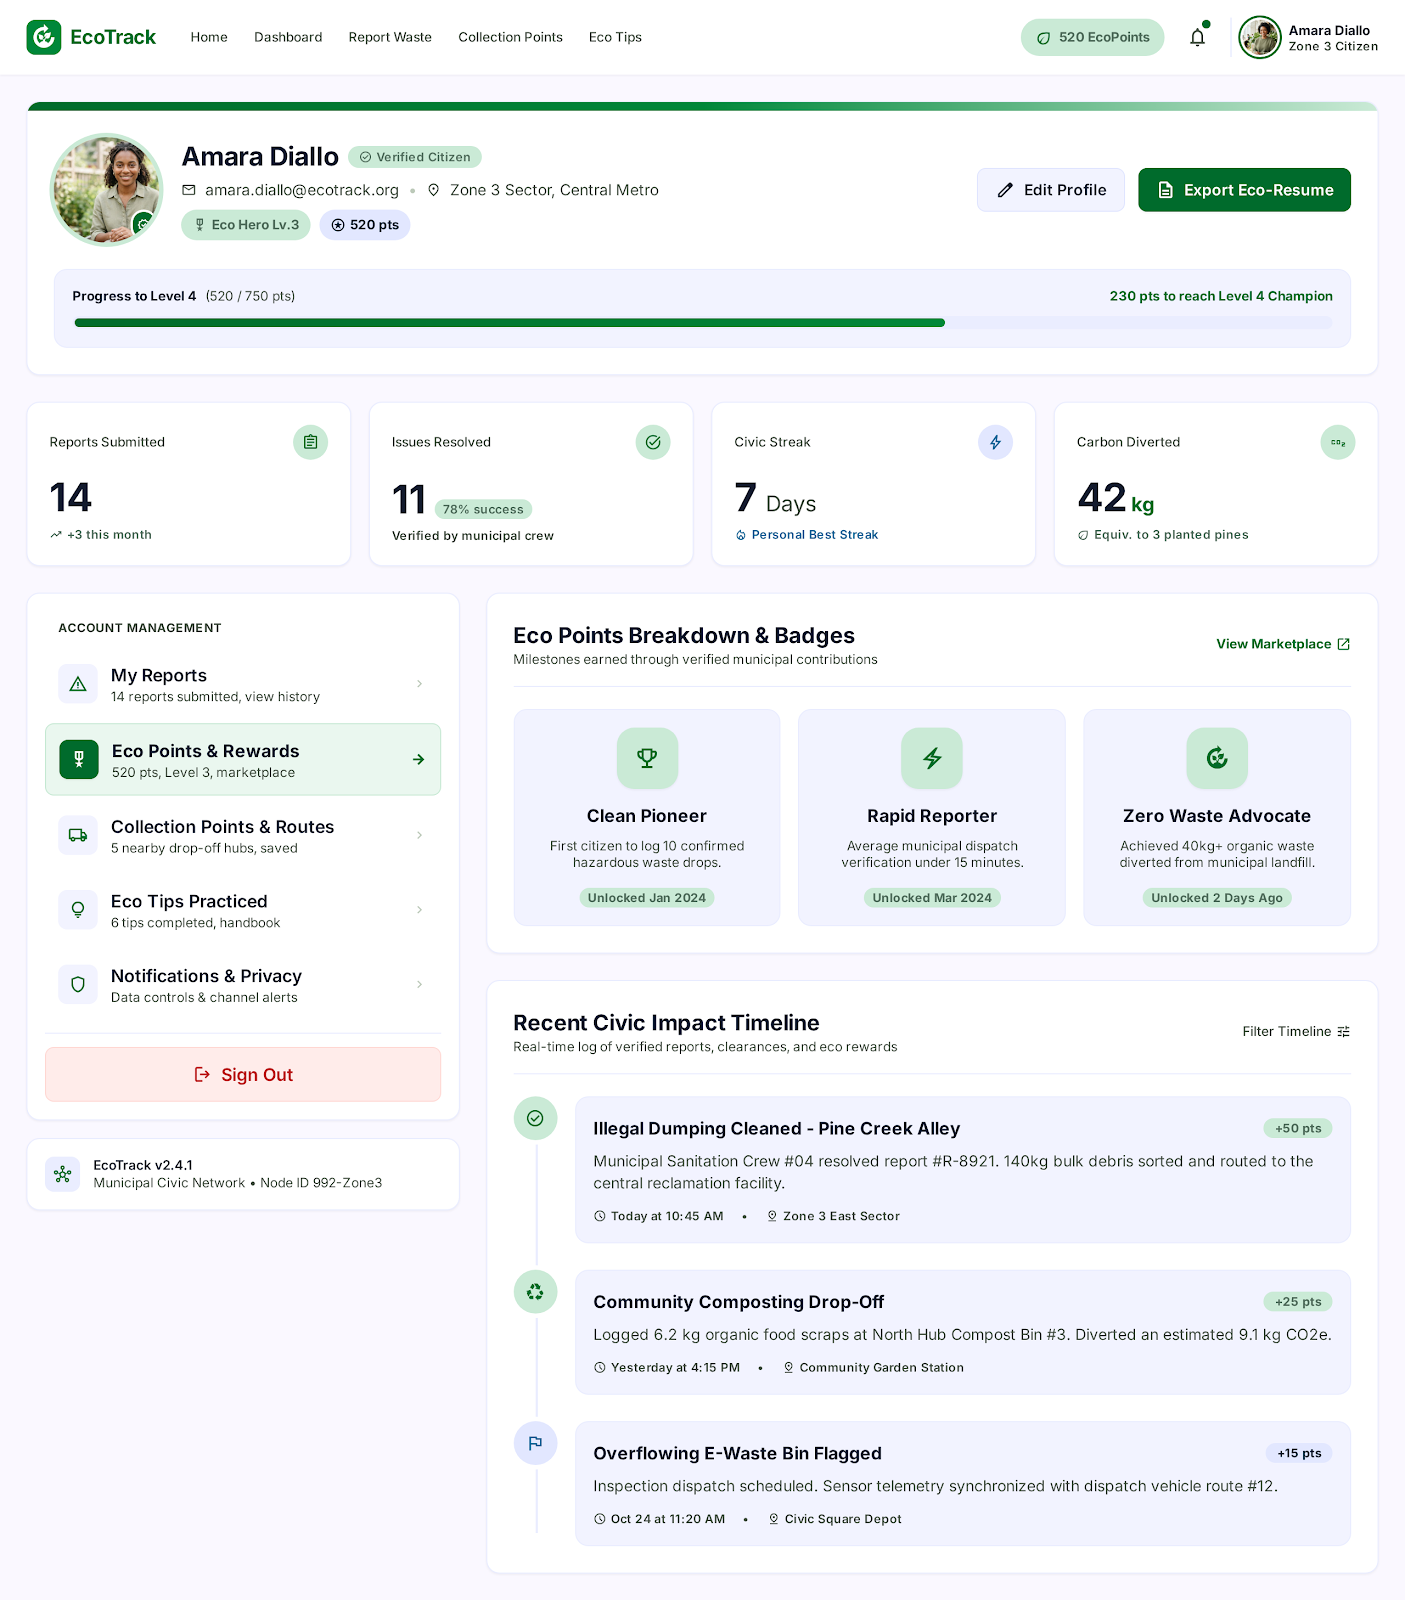 EcoTrack
Home
Dashboard
Report Waste
Collection Points
Eco Tips
520 EcoPoints
Amara Diallo
Zone 3 Citizen
Amara Diallo
Verified Citizen
amara.diallo@ecotrack.org • Zone 3 Sector, Central Metro
Eco Hero Lv.3
520 pts
Edit Profile
Export Eco-Resume
Progress to Level 4 (520 / 750 pts)
230 pts to reach Level 4 Champion
Reports Submitted
14
+3 this month
Issues Resolved
11 78% success
Verified by municipal crew
Civic Streak
7 Days
Personal Best Streak
Carbon Diverted
CO2
42 kg
Equiv. to 3 planted pines
ACCOUNT MANAGEMENT
My Reports
14 reports submitted, view history
Eco Points & Rewards
520 pts, Level 3, marketplace
Collection Points & Routes
5 nearby drop-off hubs, saved
Eco Tips Practiced
6 tips completed, handbook
Notifications & Privacy
Data controls & channel alerts
Sign Out
EcoTrack v2.4.1
Municipal Civic Network • Node ID 992-Zone3
Eco Points Breakdown & Badges
Milestones earned through verified municipal contributions
View Marketplace
Clean Pioneer
First citizen to log 10 confirmed
hazardous waste drops.
Unlocked Jan 2024
Rapid Reporter
Average municipal dispatch
verification under 15 minutes.
Unlocked Mar 2024
Zero Waste Advocate
Achieved 40kg+ organic waste
diverted from municipal landfill.
Unlocked 2 Days Ago
Recent Civic Impact Timeline
Real-time log of verified reports, clearances, and eco rewards
Filter Timeline
Illegal Dumping Cleaned - Pine Creek Alley
+50 pts
Municipal Sanitation Crew #04 resolved report #R-8921. 140kg bulk debris sorted and routed to the
central reclamation facility.
Today at 10:45 AM • Zone 3 East Sector
Community Composting Drop-Off
+25 pts
Logged 6.2 kg organic food scraps at North Hub Compost Bin #3. Diverted an estimated 9.1 kg CO2e.
Yesterday at 4:15 PM • Community Garden Station
Overflowing E-Waste Bin Flagged
+15 pts
Inspection dispatch scheduled. Sensor telemetry synchronized with dispatch vehicle route #12.
Oct 24 at 11:20 AM • Civic Square Depot